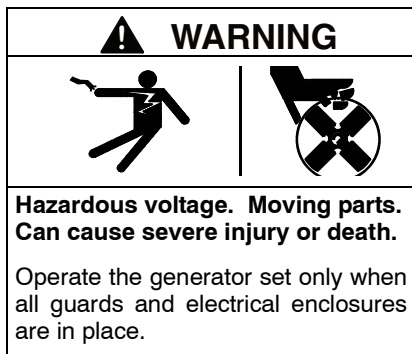 WARNING
Hazardous voltage. Moving parts.
Can cause severe injury or death.
Operate the generator set only when
all guards and electrical enclosures
are in place.